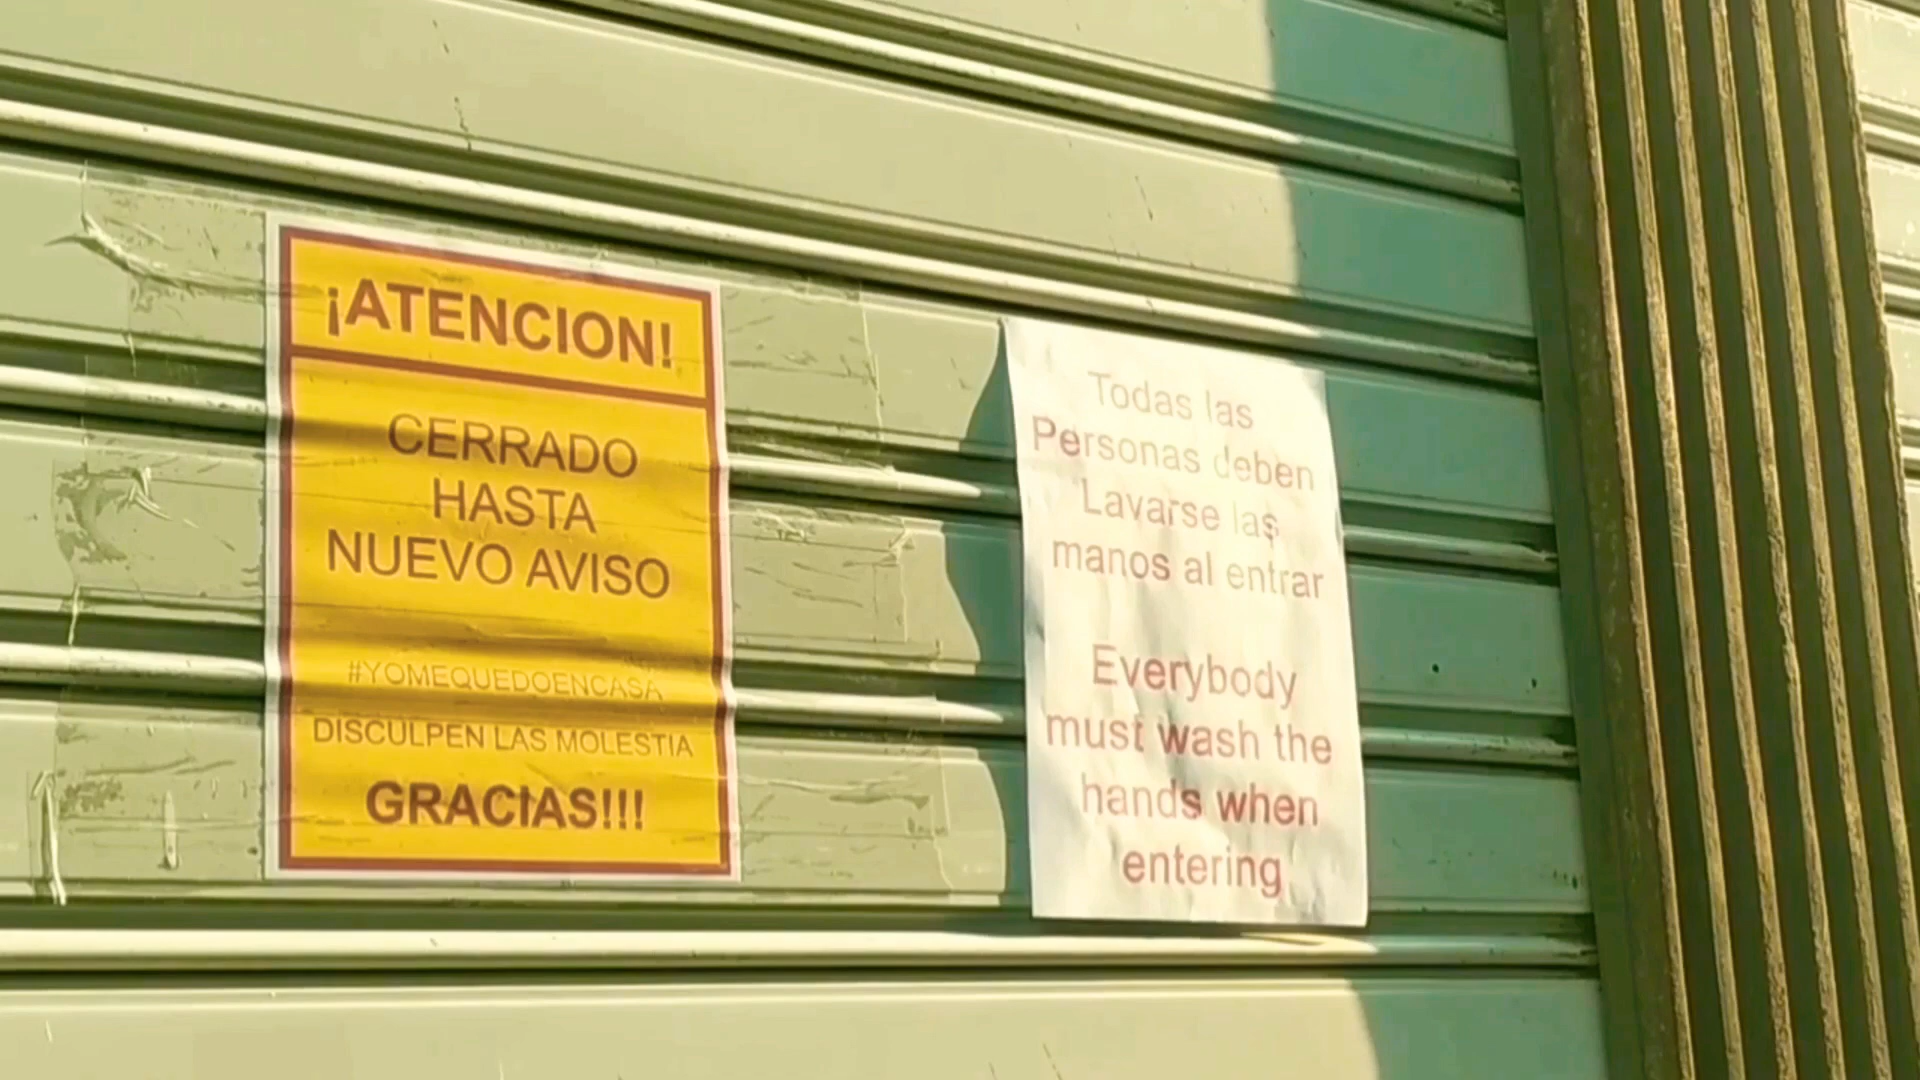 ¡ATENCION!
CERRADO
HASTA
NUEVO AVISO
#YOMEQUEDOENCASA
DISCULPEN LAS MOLESTIA
GRACIAS!!!
Todas las
Personas deben
Lavarse las
manos al entrar
Everybody
must wash the
hands when
entering